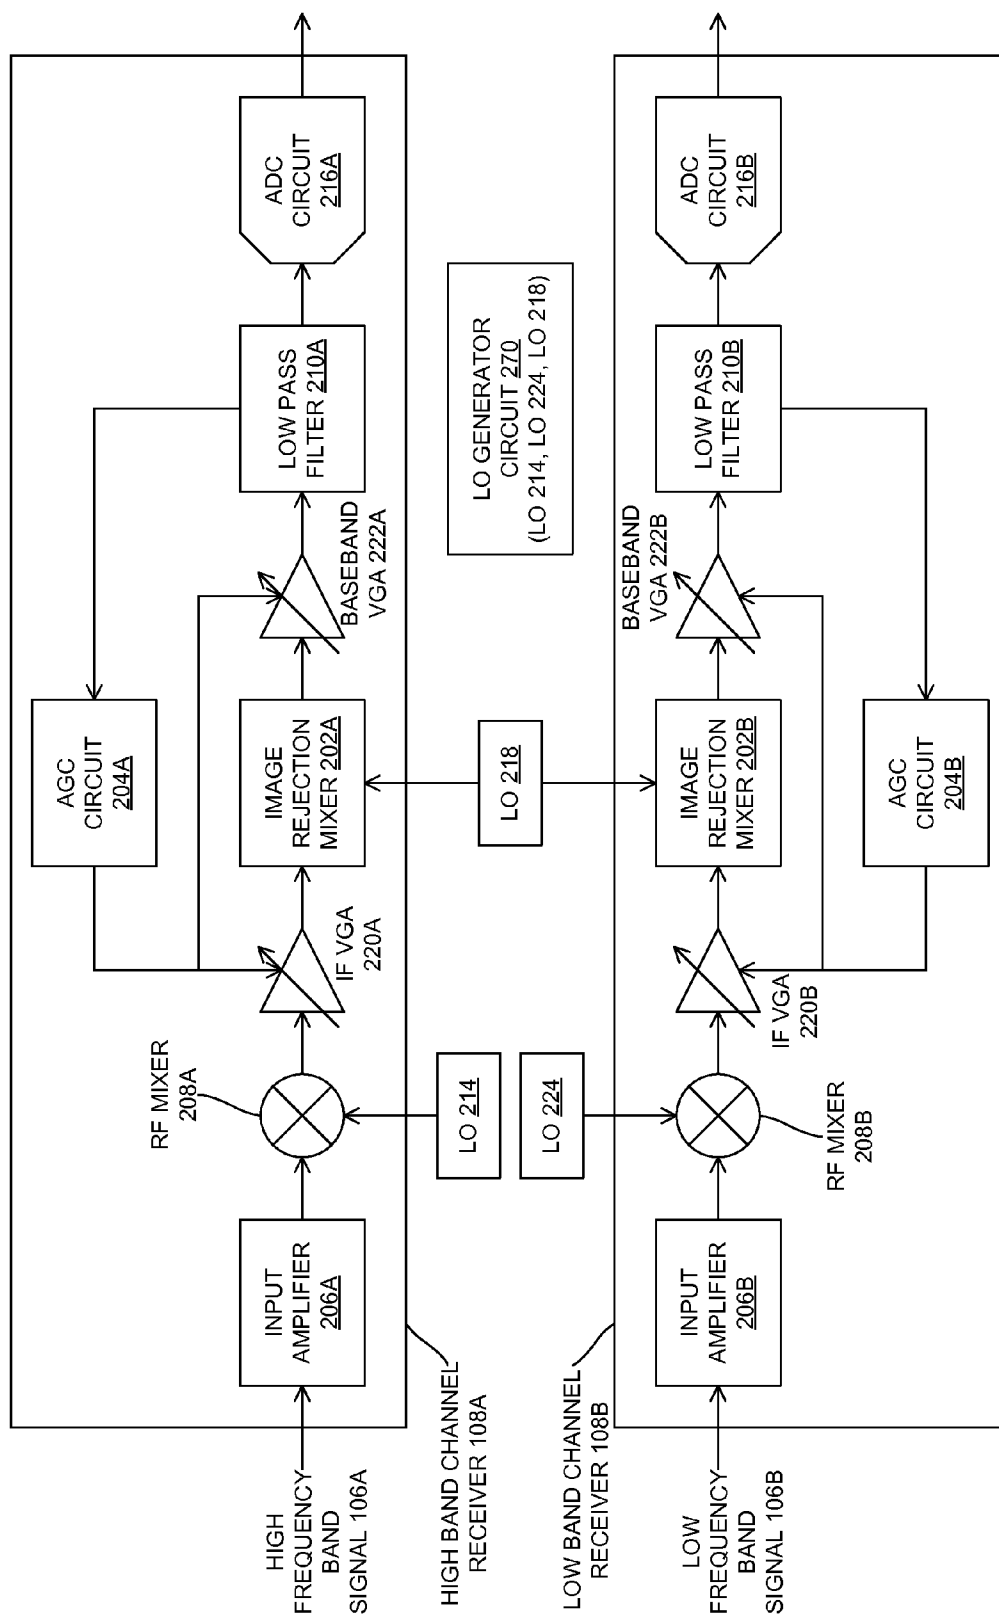 HIGH
FREQUENCY
BAND
SIGNAL 106A
HIGH BAND CHANNEL
RECEIVER 108A
INPUT
AMPLIFIER
206A
RF MIXER
208A
IF VGA
220A
AGC
CIRCUIT
204A
IMAGE
REJECTION
MIXER 202A
BASEBAND
VGA 222A
LOW PASS
FILTER 210A
ADC
CIRCUIT
216A
LO 214
LO 224
LO 218
LO GENERATOR
CIRCUIT 270
(LO 214, LO 224, LO 218)
LOW BAND CHANNEL
RECEIVER 108B
LOW
FREQUENCY
BAND
SIGNAL 106B
INPUT
AMPLIFIER
206B
RF MIXER
208B
IF VGA
220B
IMAGE
REJECTION
MIXER 202B
BASEBAND
VGA 222B
LOW PASS
FILTER 210B
ADC
CIRCUIT
216B
AGC
CIRCUIT
204B